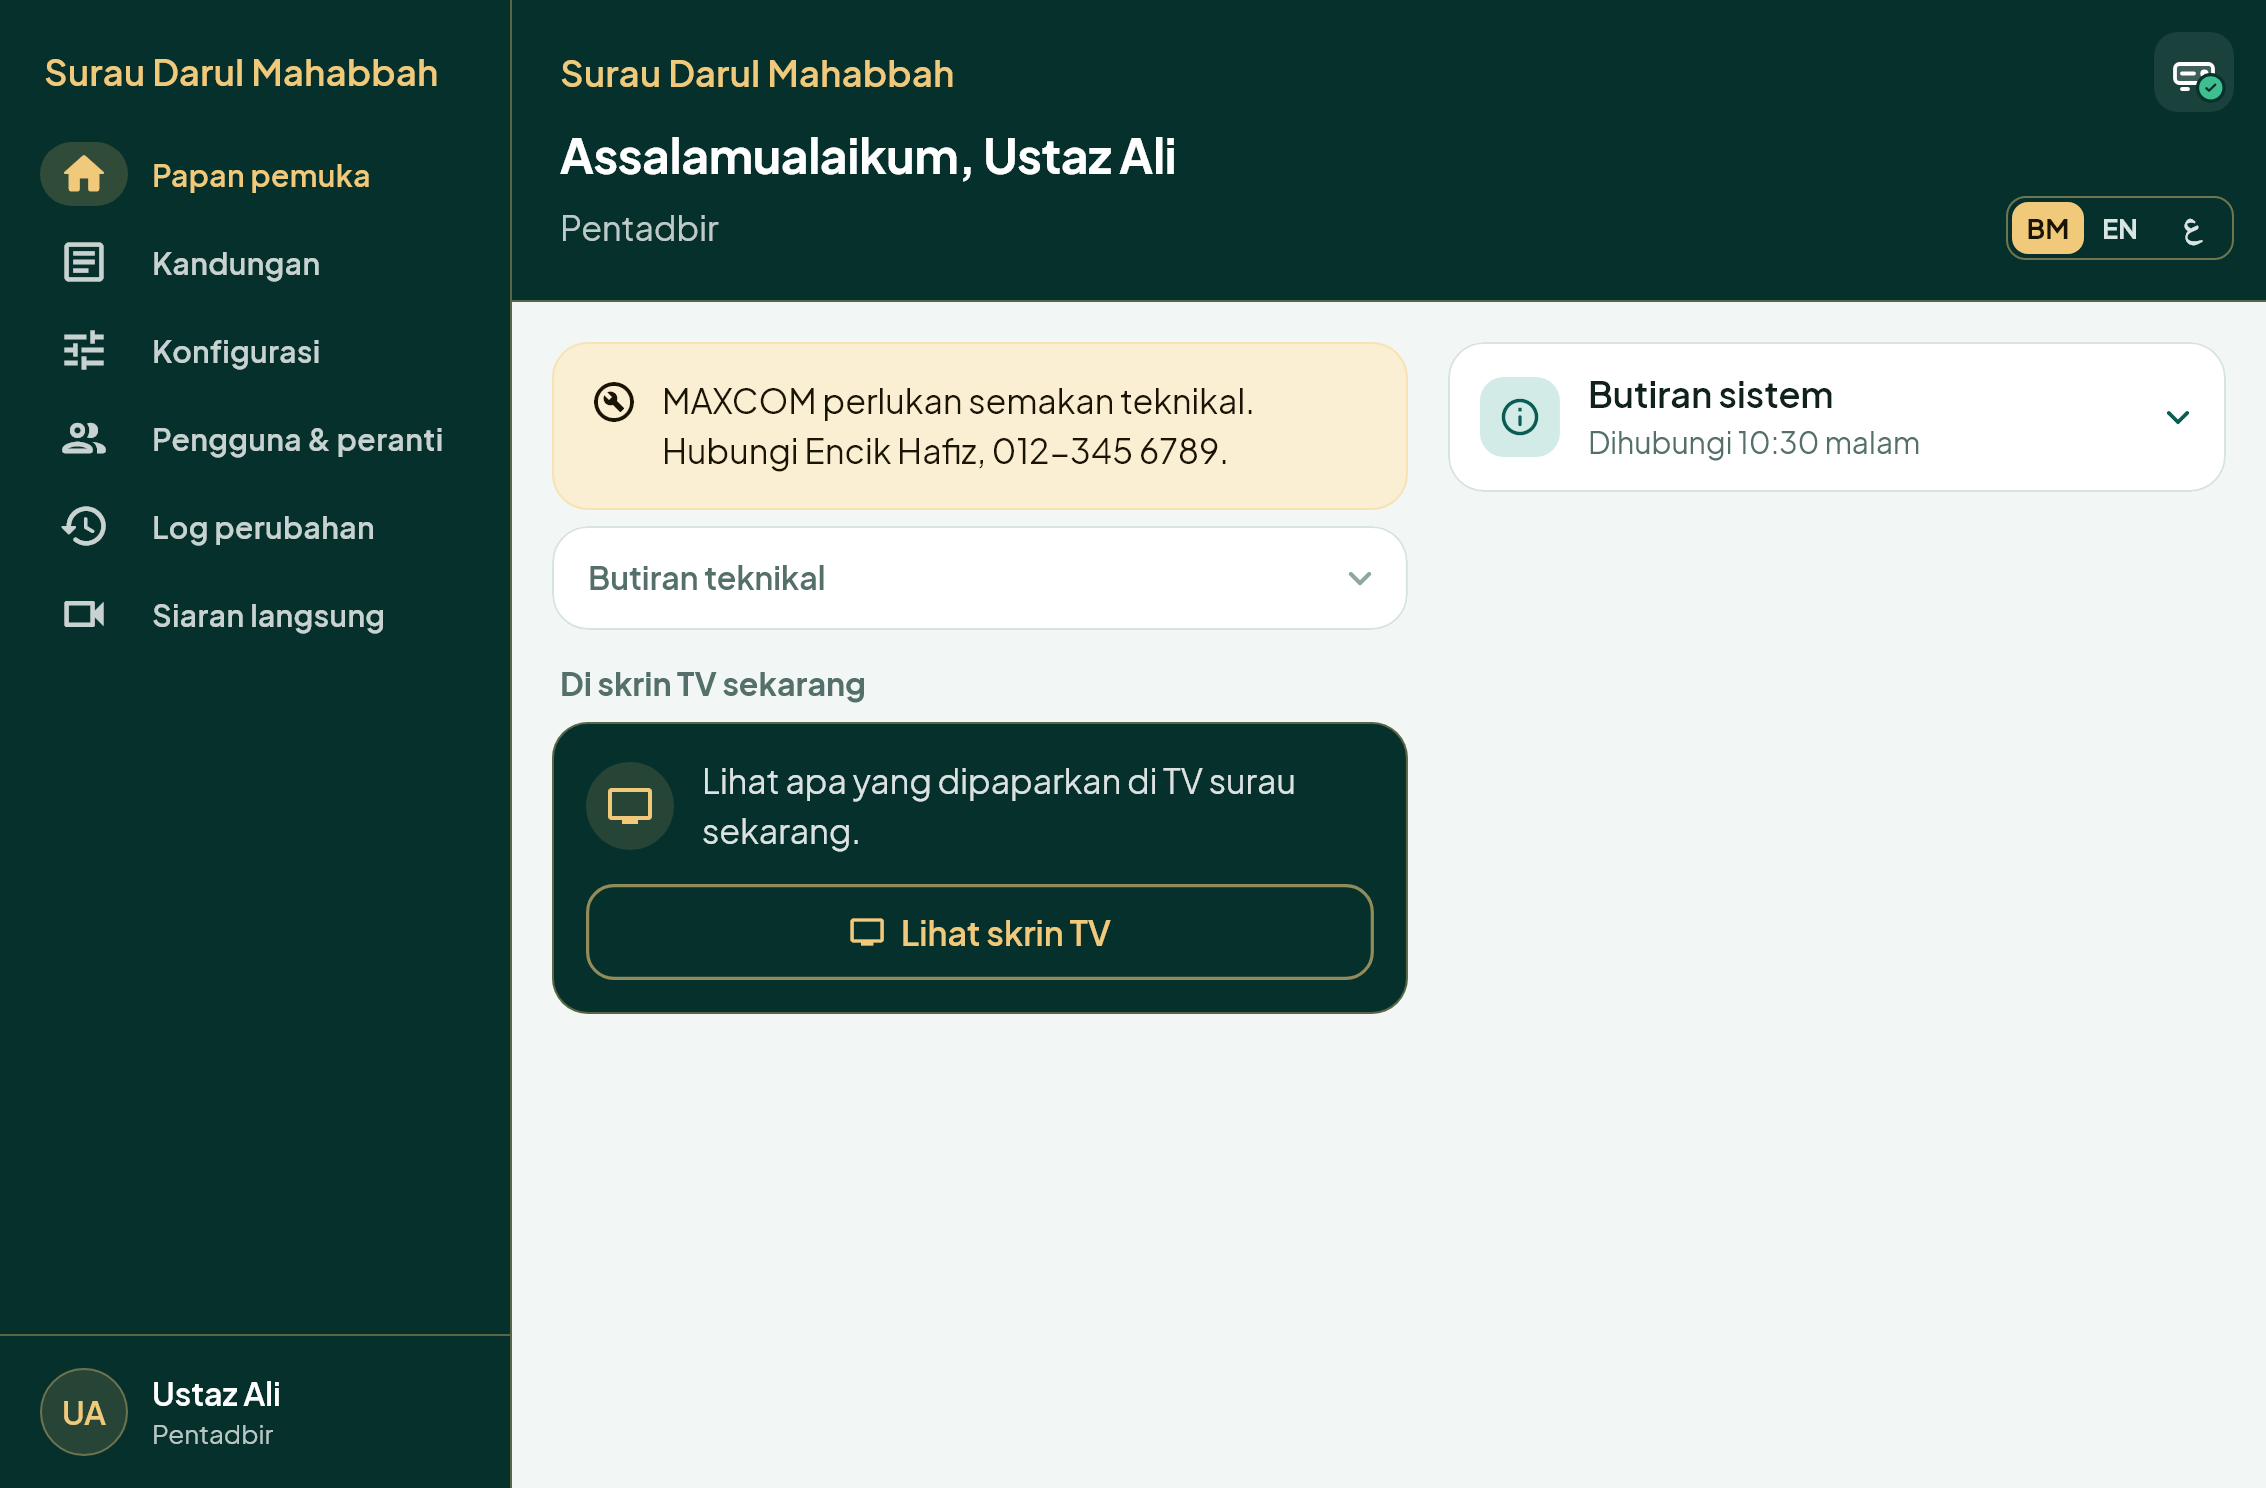 Surau Darul Mahabbah
Papan pemuka
Kandungan
Konfigurasi
Pengguna & peranti
Log perubahan
Siaran langsung
UA
Ustaz Ali
Pentadbir
Surau Darul Mahabbah
Assalamualaikum, Ustaz Ali
Pentadbir
BM EN ع
MAXCOM perlukan semakan teknikal.
Hubungi Encik Hafiz, 012-345 6789.
Butiran teknikal
Di skrin TV sekarang
Lihat apa yang dipaparkan di TV surau
sekarang.
Lihat skrin TV
Butiran sistem
Dihubungi 10:30 malam